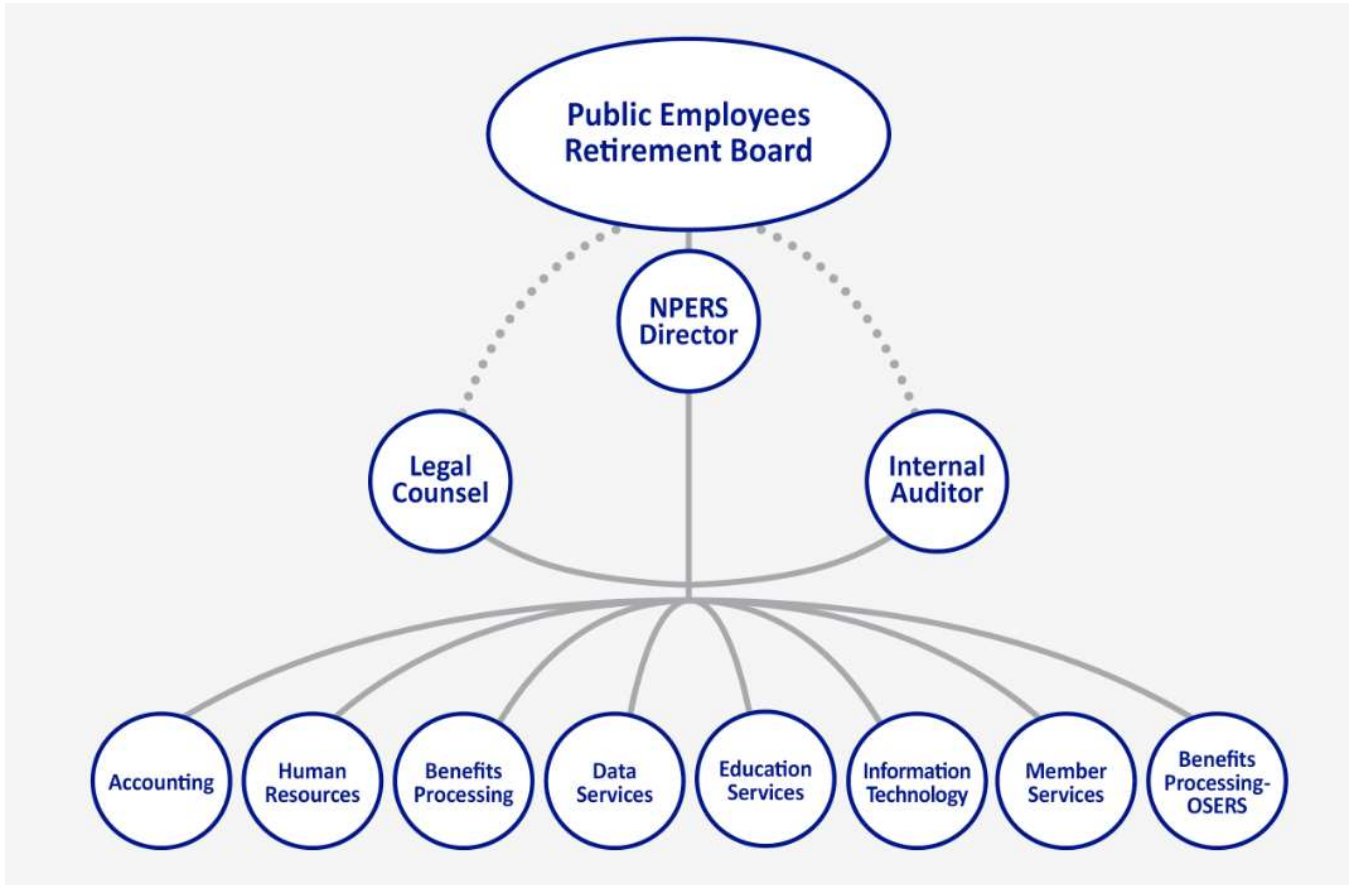 Public Employees
Retirement Board
NPERS
Director
Legal
Counsel
Internal
Auditor
Accounting
Human
Resources
Benefits
Processing
Data
Services
Education
Services
Information
Technology
Member
Services
Benefits
Processing-
OSERS